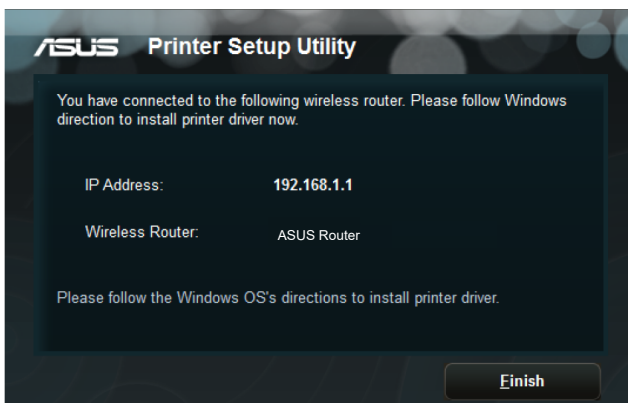 ASUS Printer Setup Utility
You have connected to the following wireless router. Please follow Windows
direction to install printer driver now.
IP Address: 192.168.1.1
Wireless Router: ASUS Router
Please follow the Windows OS's directions to install printer driver.
Finish